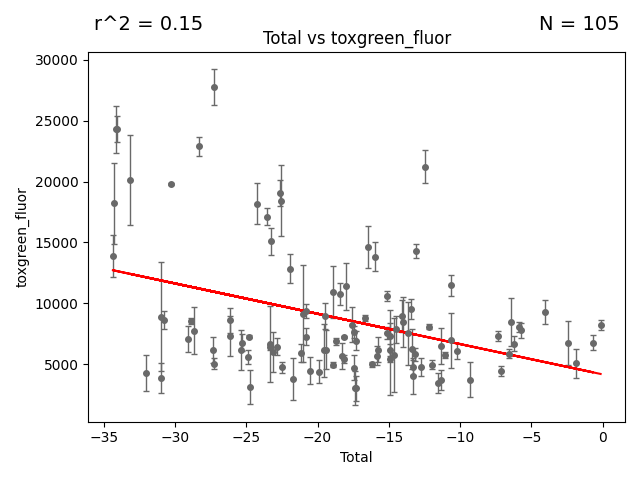 r^2 = 0.15
N = 105
Total vs toxgreen_fluor
30000
25000
20000
15000
10000
5000
toxgreen_fluor
−35
−30
−25
−20
−15
−10
−5
0
Total